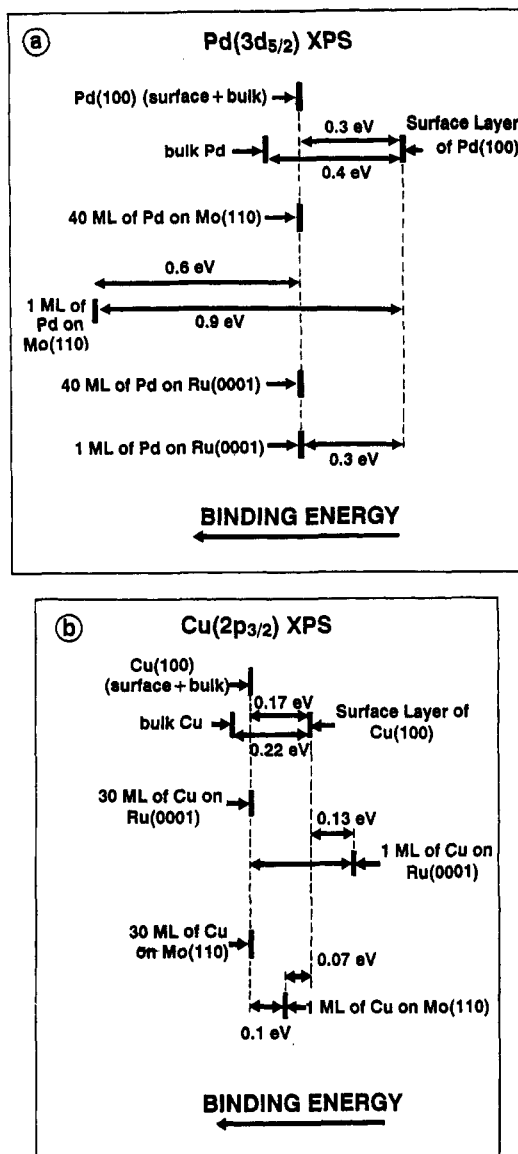 a
Pd(3d5/2) XPS
Pd(100) (surface+bulk)
0.3 eV
Surface Layer
of Pd(100)
bulk Pd
0.4 eV
40 ML of Pd on Mo(110)
0.6 eV
1 ML of
Pd on
Mo(110)
0.9 eV
40 ML of Pd on Ru(0001)
1 ML of Pd on Ru(0001)
0.3 eV
BINDING ENERGY
b
Cu(2p3/2) XPS
Cu(100)
(surface+bulk)
0.17 eV
bulk Cu
Surface Layer of
Cu(100)
0.22 eV
30 ML of Cu on
Ru(0001)
0.13 eV
1 ML of Cu on
Ru(0001)
30 ML of Cu
on Mo(110)
0.07 eV
1 ML of Cu on Mo(110)
0.1 eV
BINDING ENERGY